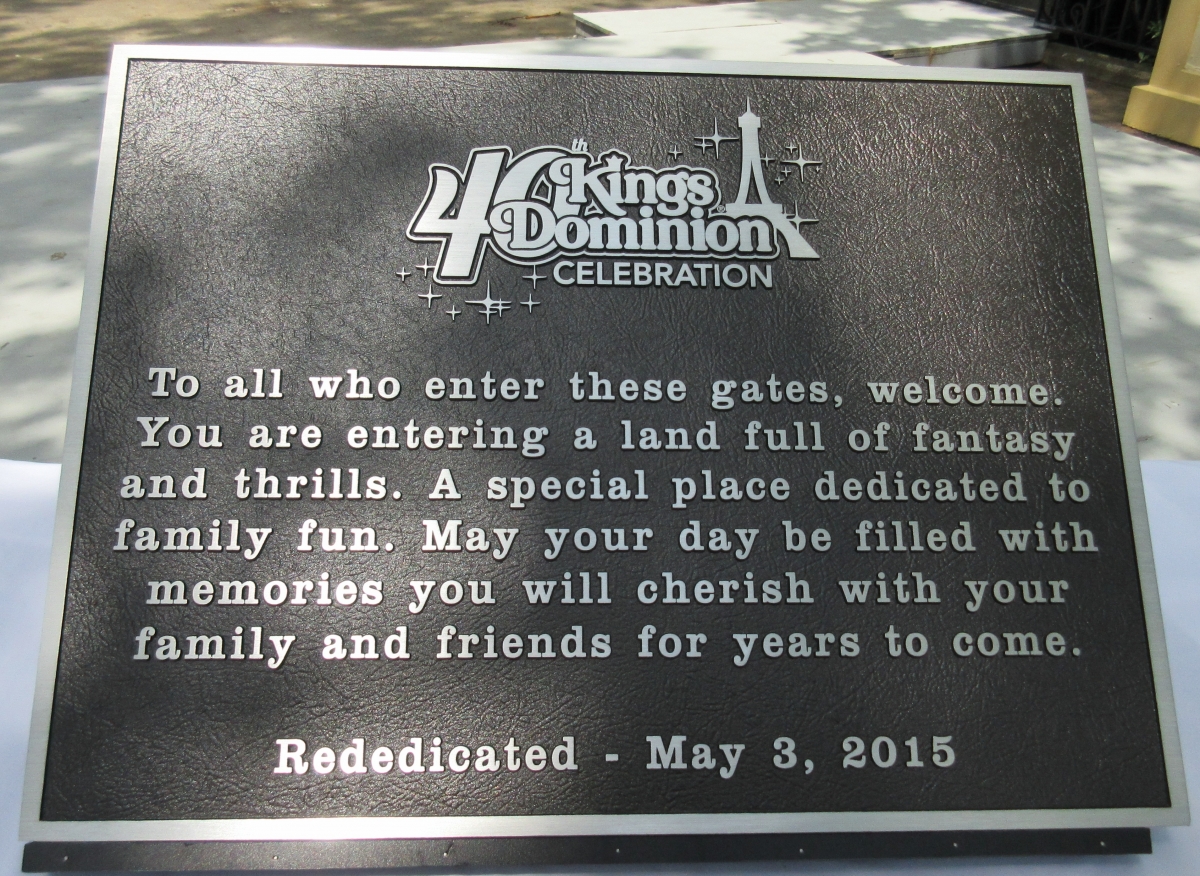 40th Kings
Dominion®
CELEBRATION
To all who enter these gates, welcome.
You are entering a land full of fantasy
and thrills. A special place dedicated to
family fun. May your day be filled with
memories you will cherish with your
family and friends for years to come.
Rededicated - May 3, 2015